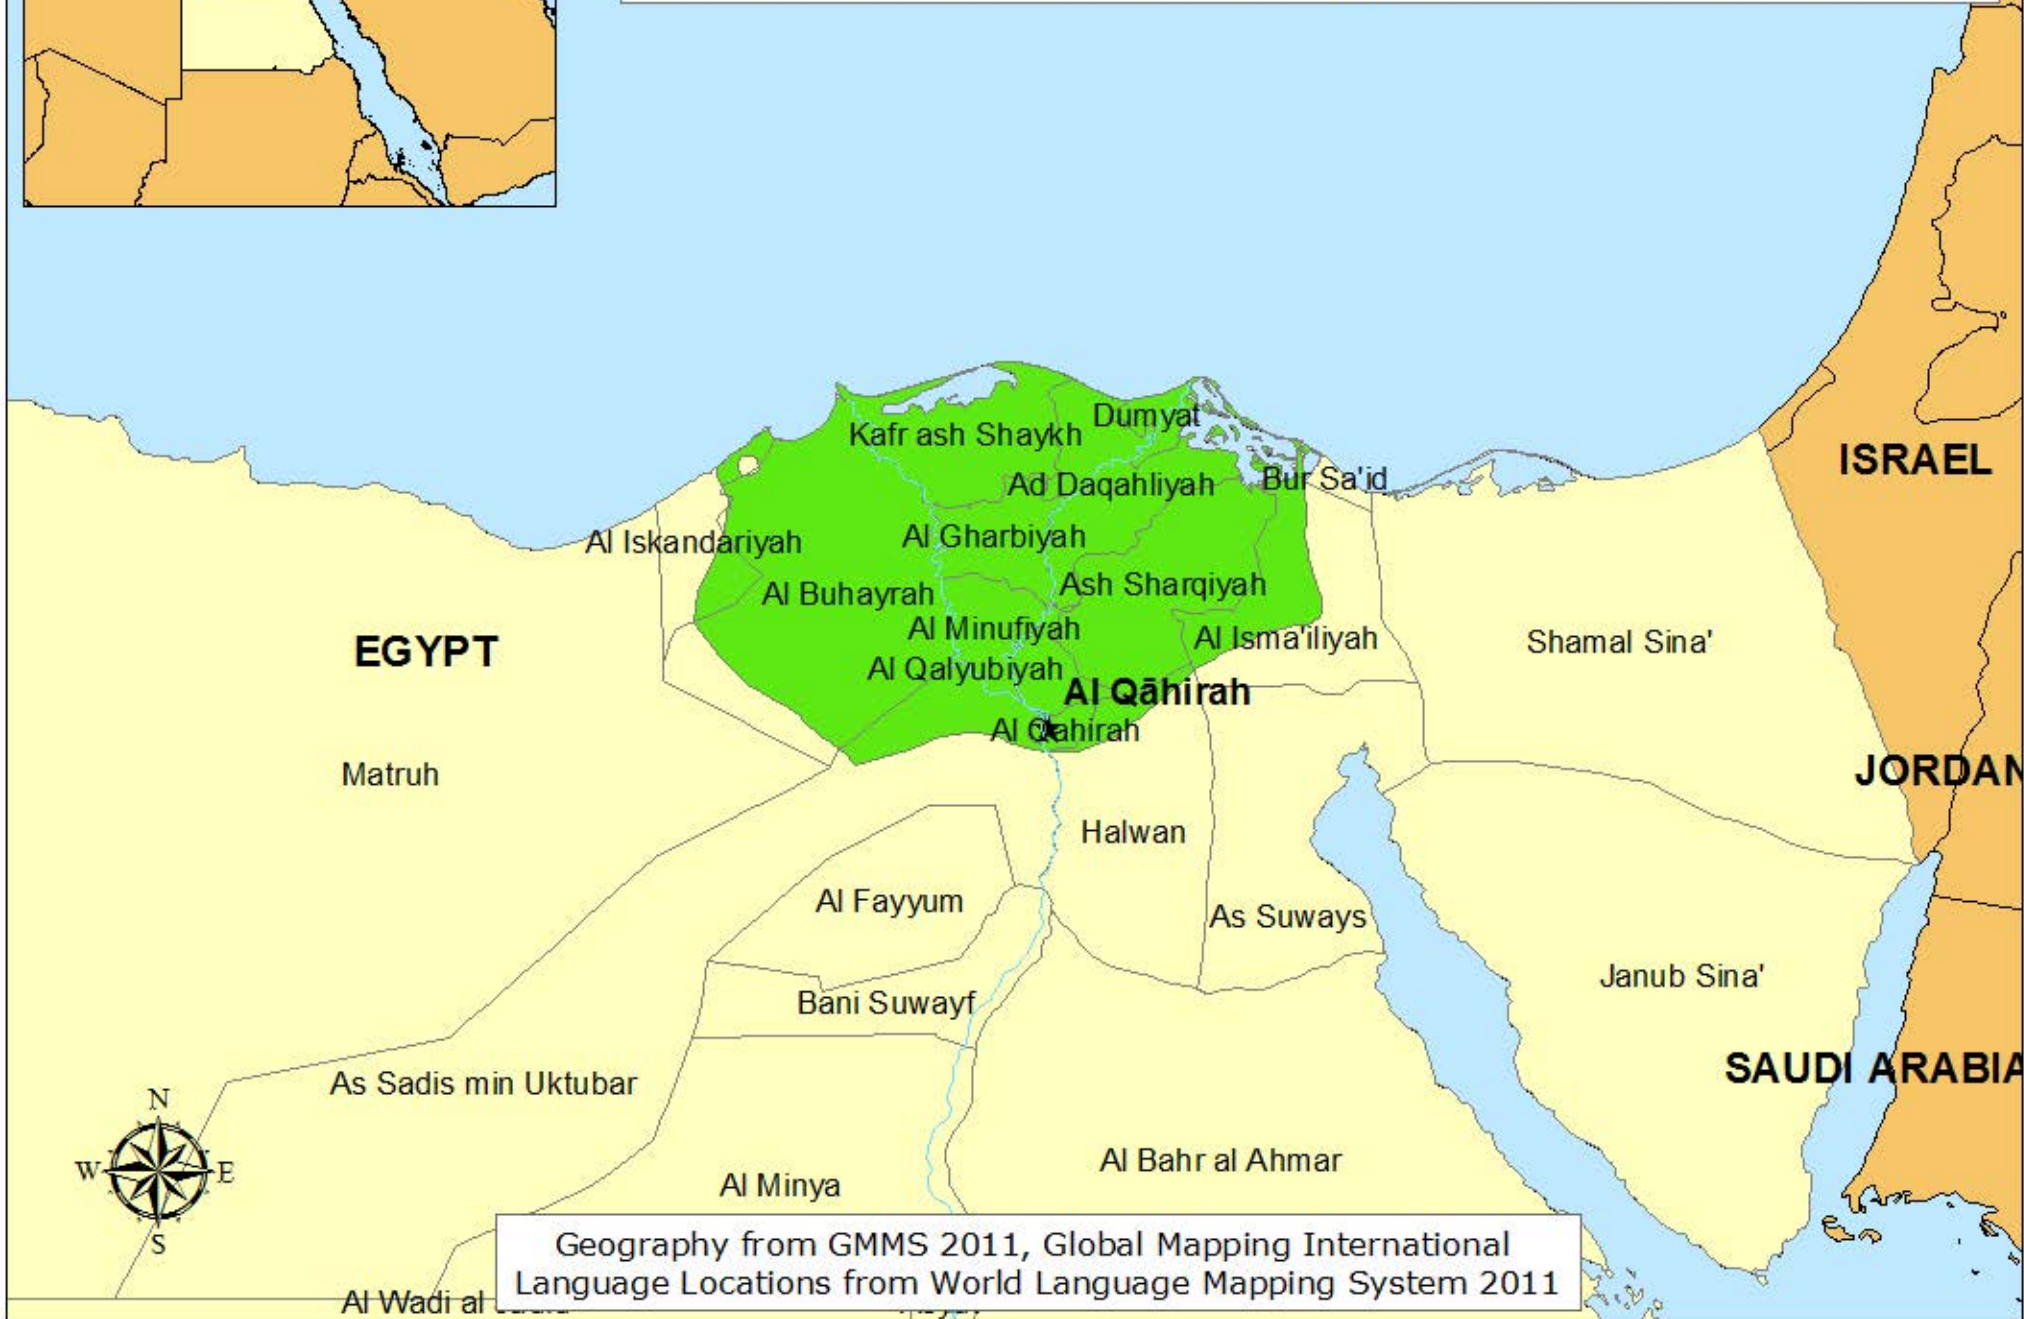 Dumyat
Kafr ash Shaykh
ISRAEL
Bur Sa'id
Ad Daqahliyah
Al Iskandariyah
Al Gharbiyah
Ash Sharqiyah
Al Buhayrah
Al Minufiyah
Al Isma'iliyah
Shamal Sina'
EGYPT
Al Qalyubiyah
Al Qāhirah
Al Qahirah
Matruh
JORDAN
Halwan
Al Fayyum
As Suways
Janub Sina'
Bani Suwayf
SAUDI ARABIA
As Sadis min Uktubar
N
W
E
S
Al Bahr al Ahmar
Al Minya
Geography from GMMS 2011, Global Mapping International
Language Locations from World Language Mapping System 2011
Al Wadi al